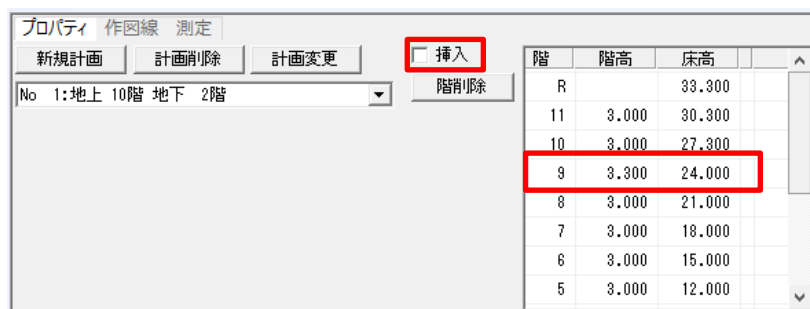 プロパティ 作図線 測定
新規計画 計画削除 計画変更 挿入
No 1:地上 10階 地下 2階 階削除
階 階高 床高
R 33.300
11 3.000 30.300
10 3.000 27.300
9 3.300 24.000
8 3.000 21.000
7 3.000 18.000
6 3.000 15.000
5 3.000 12.000